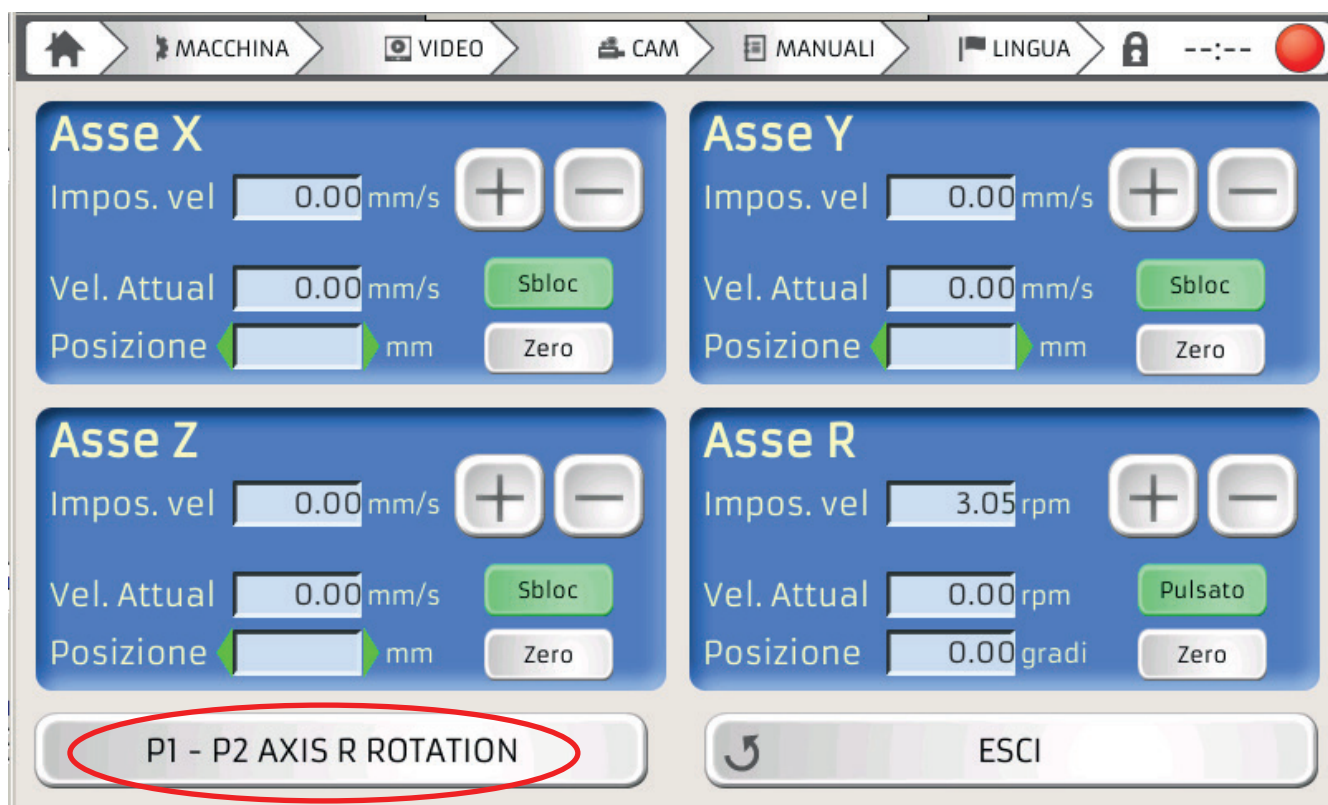 MACCHINA VIDEO CAM MANUALI LINGUA --:--
Asse X
Impos. vel 0.00 mm/s + −
Vel. Attual 0.00 mm/s Sbloc
Posizione mm Zero
Asse Y
Impos. vel 0.00 mm/s + −
Vel. Attual 0.00 mm/s Sbloc
Posizione mm Zero
Asse Z
Impos. vel 0.00 mm/s + −
Vel. Attual 0.00 mm/s Sbloc
Posizione mm Zero
Asse R
Impos. vel 3.05 rpm + −
Vel. Attual 0.00 rpm Pulsato
Posizione 0.00 gradi Zero
P1 - P2 AXIS R ROTATION
ESCI